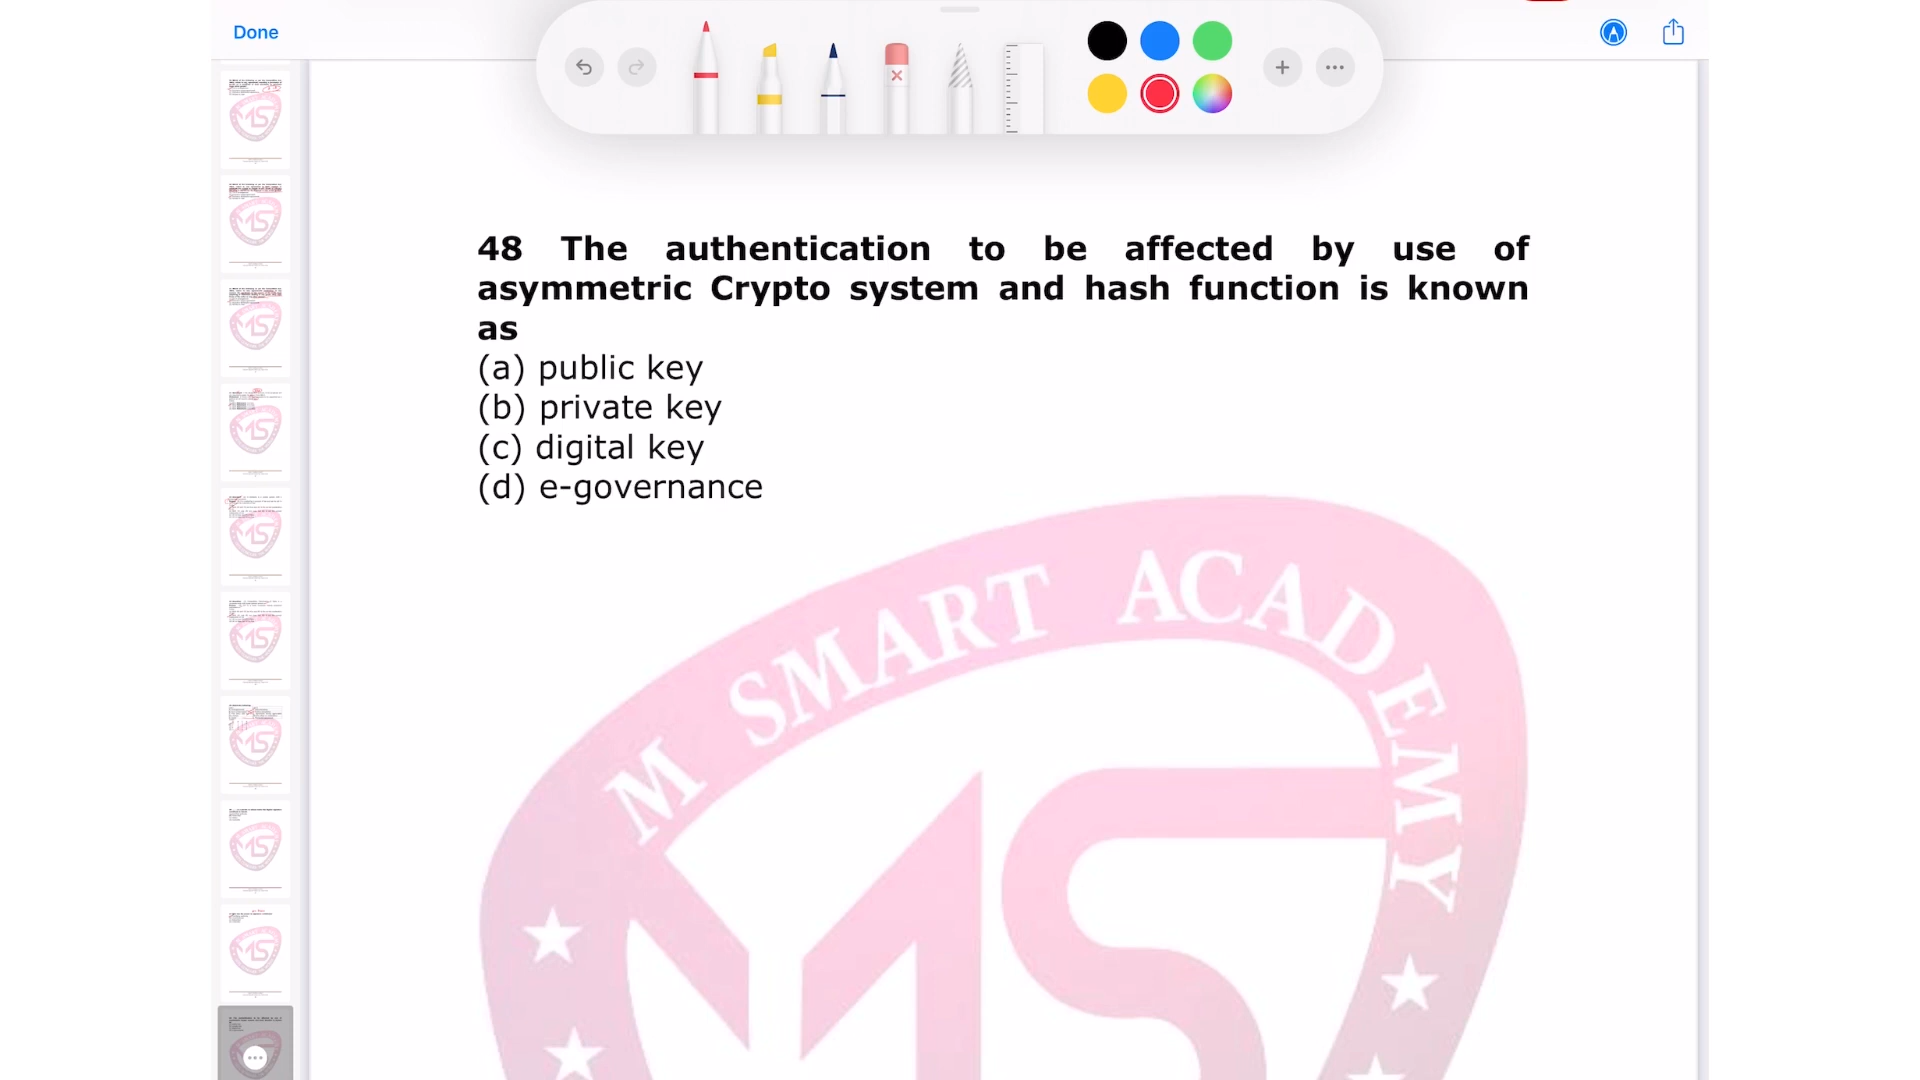 Done
48 The authentication to be affected by use of
asymmetric Crypto system and hash function is known
as
(a) public key
(b) private key
(c) digital key
(d) e-governance
M SMART ACADEMY
MS